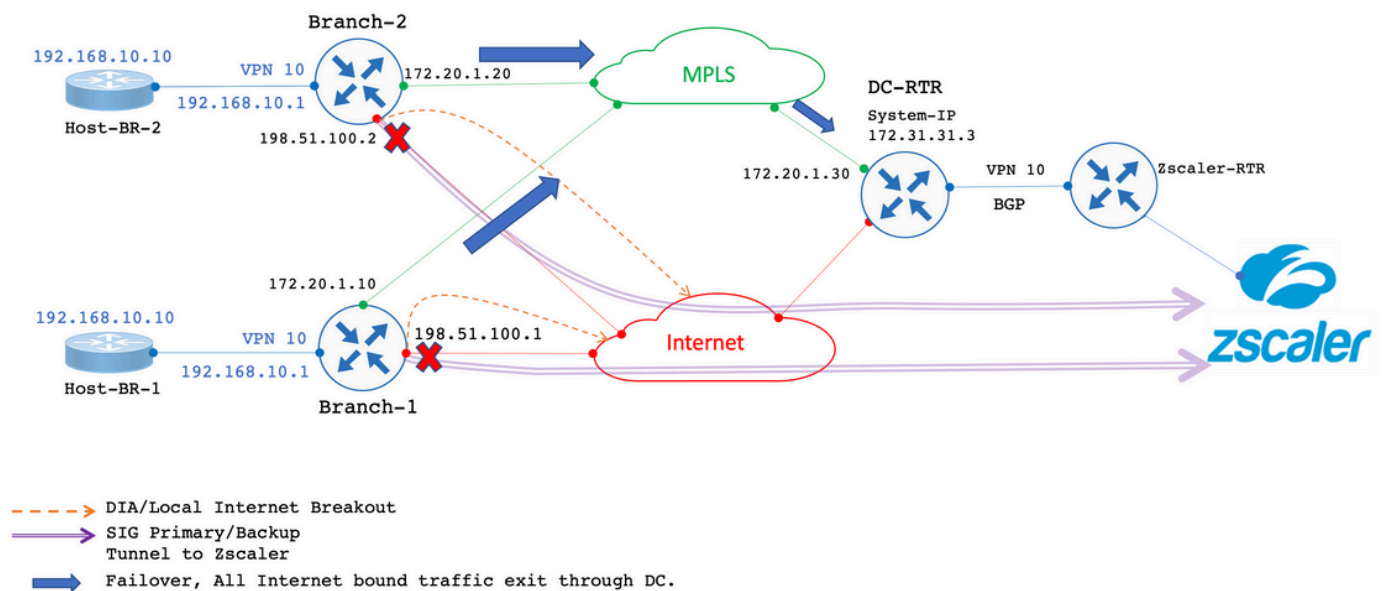 Branch-2
192.168.10.10
VPN 10
172.20.1.20
192.168.10.1
Host-BR-2
198.51.100.2
MPLS
DC-RTR
System-IP
172.31.31.3
172.20.1.30
VPN 10
BGP
Zscaler-RTR
172.20.1.10
192.168.10.10
VPN 10
198.51.100.1
192.168.10.1
Host-BR-1
Branch-1
Internet
zscaler
DIA/Local Internet Breakout
SIG Primary/Backup
Tunnel to Zscaler
Failover, All Internet bound traffic exit through DC.